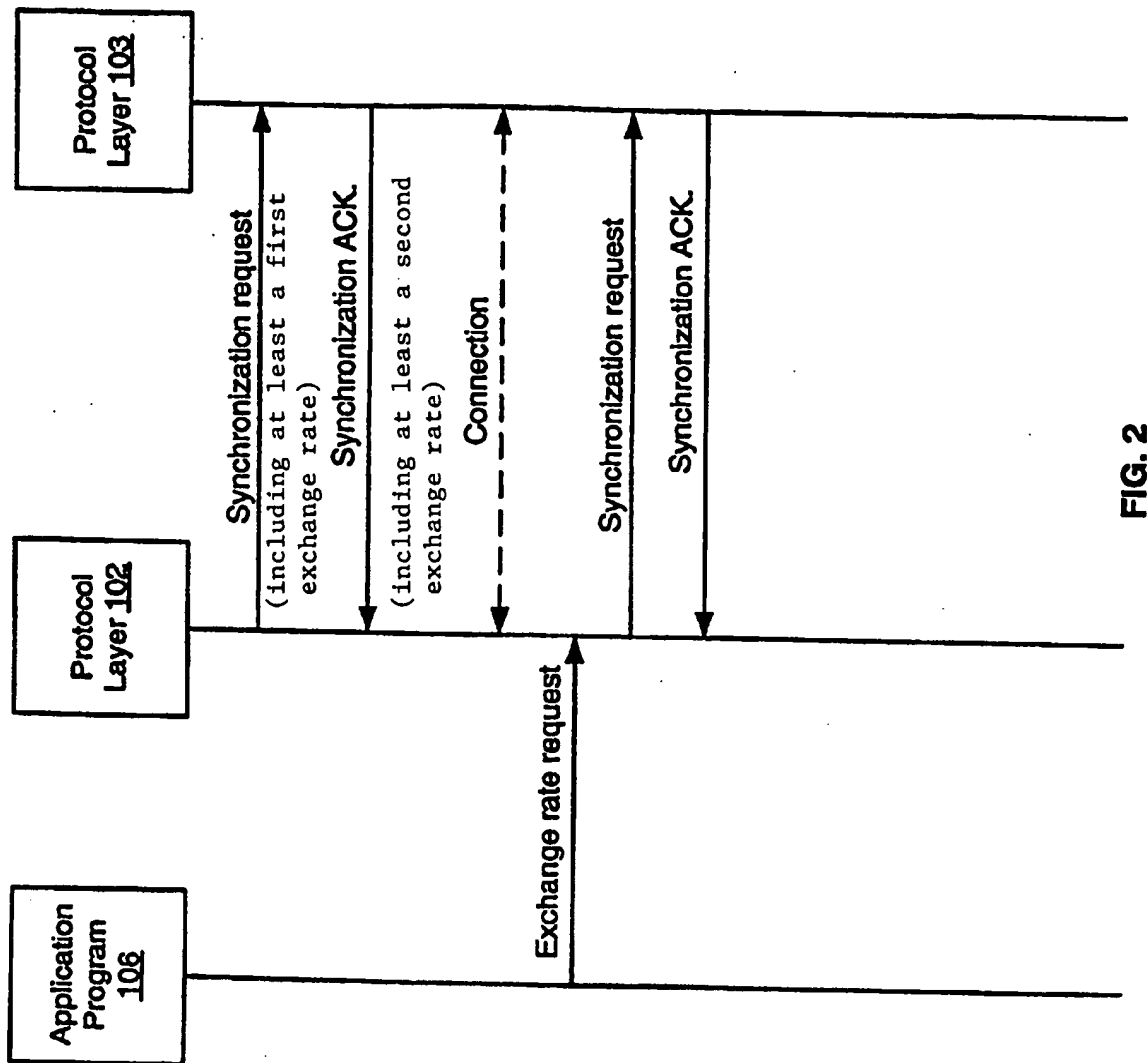 Application
Program
106
Protocol
Layer 102
Protocol
Layer 103
Synchronization request
(including at least a first
exchange rate)
Synchronization ACK.
(including at least a second
exchange rate)
Connection
Exchange rate request
Synchronization request
Synchronization ACK.
FIG. 2